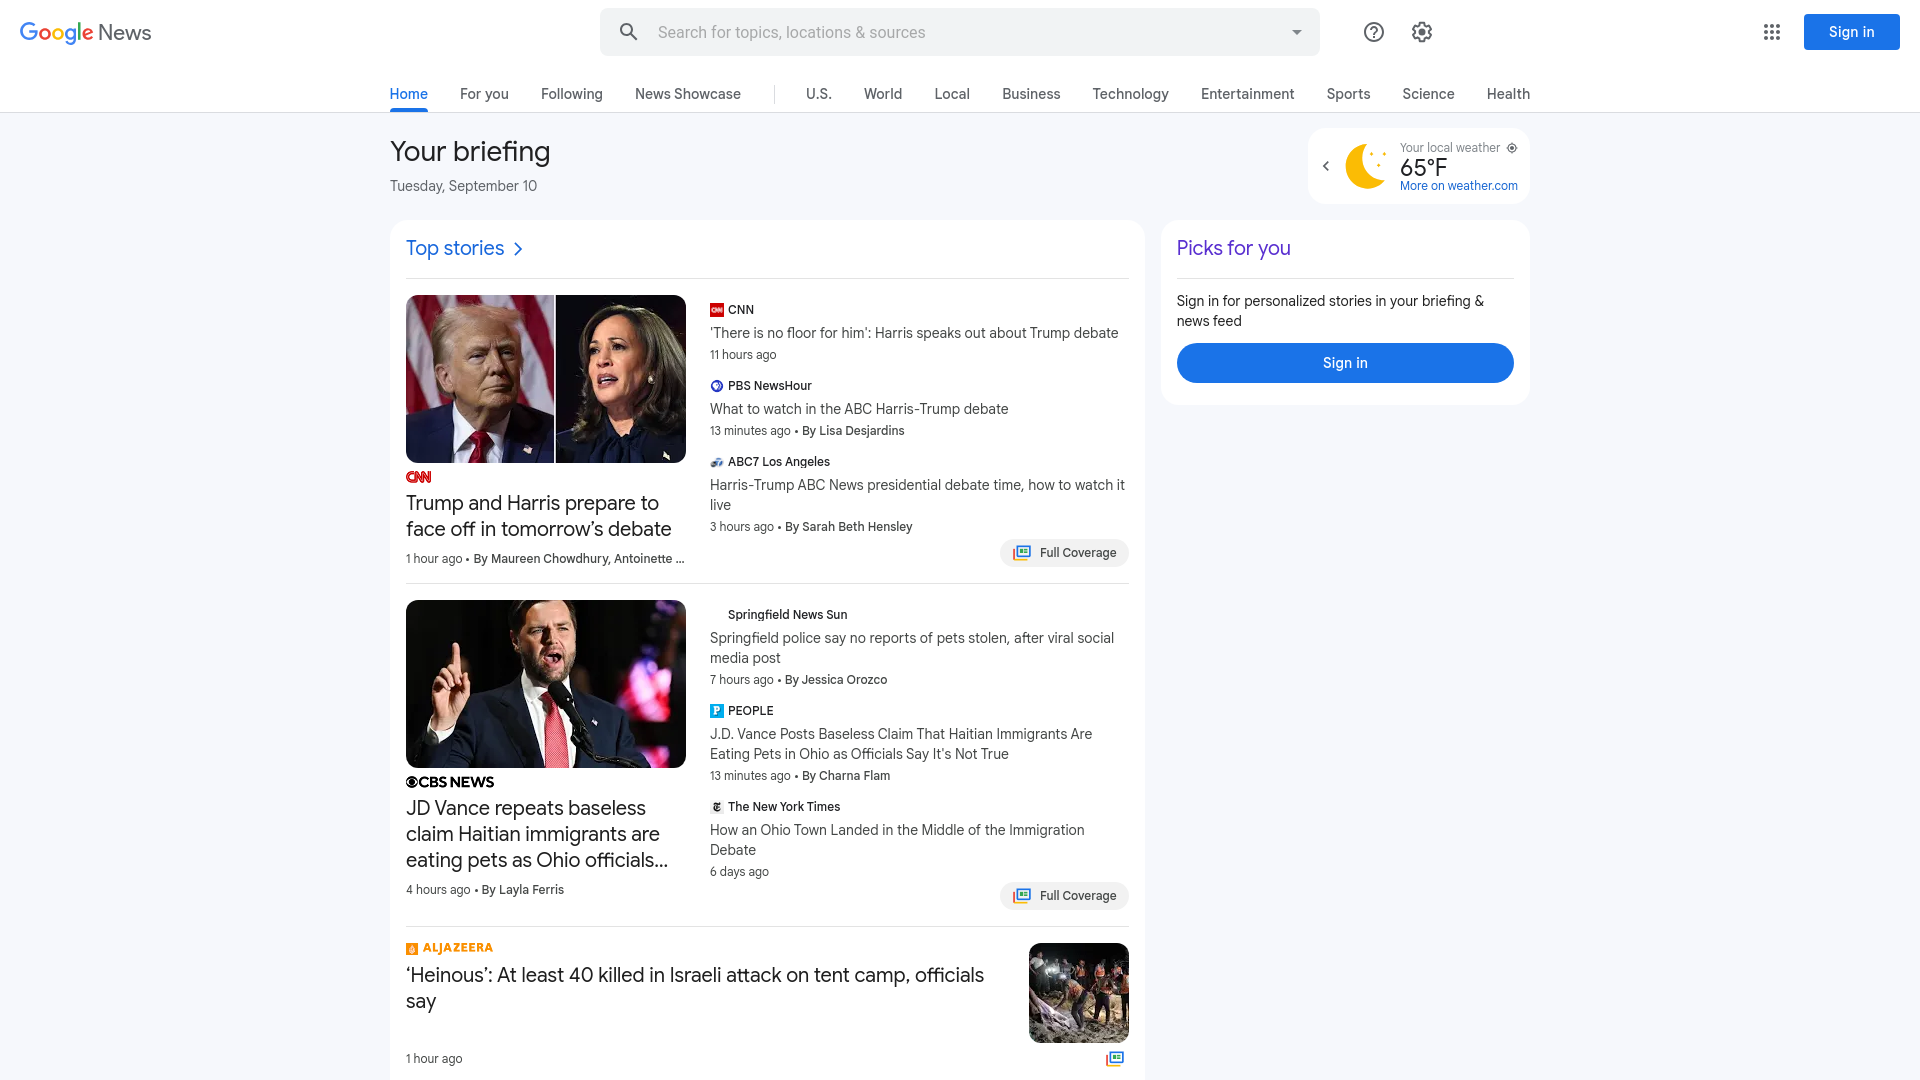 Google News
Search for topics, locations & sources
Sign in
Home
For you
Following
News Showcase
U.S.
World
Local
Business
Technology
Entertainment
Sports
Science
Health
Your briefing
Tuesday, September 10
Your local weather
65°F
More on weather.com
Top stories
CNN
Trump and Harris prepare to
face off in tomorrow’s debate
1 hour ago • By Maureen Chowdhury, Antoinette ...
CNN
'There is no floor for him': Harris speaks out about Trump debate
11 hours ago
PBS NewsHour
What to watch in the ABC Harris-Trump debate
13 minutes ago • By Lisa Desjardins
ABC7 Los Angeles
Harris-Trump ABC News presidential debate time, how to watch it
live
3 hours ago • By Sarah Beth Hensley
Full Coverage
CBS NEWS
JD Vance repeats baseless
claim Haitian immigrants are
eating pets as Ohio officials...
4 hours ago • By Layla Ferris
Springfield News Sun
Springfield police say no reports of pets stolen, after viral social
media post
7 hours ago • By Jessica Orozco
PEOPLE
J.D. Vance Posts Baseless Claim That Haitian Immigrants Are
Eating Pets in Ohio as Officials Say It's Not True
13 minutes ago • By Charna Flam
The New York Times
How an Ohio Town Landed in the Middle of the Immigration
Debate
6 days ago
Full Coverage
ALJAZEERA
‘Heinous’: At least 40 killed in Israeli attack on tent camp, officials
say
1 hour ago
Picks for you
Sign in for personalized stories in your briefing &
news feed
Sign in